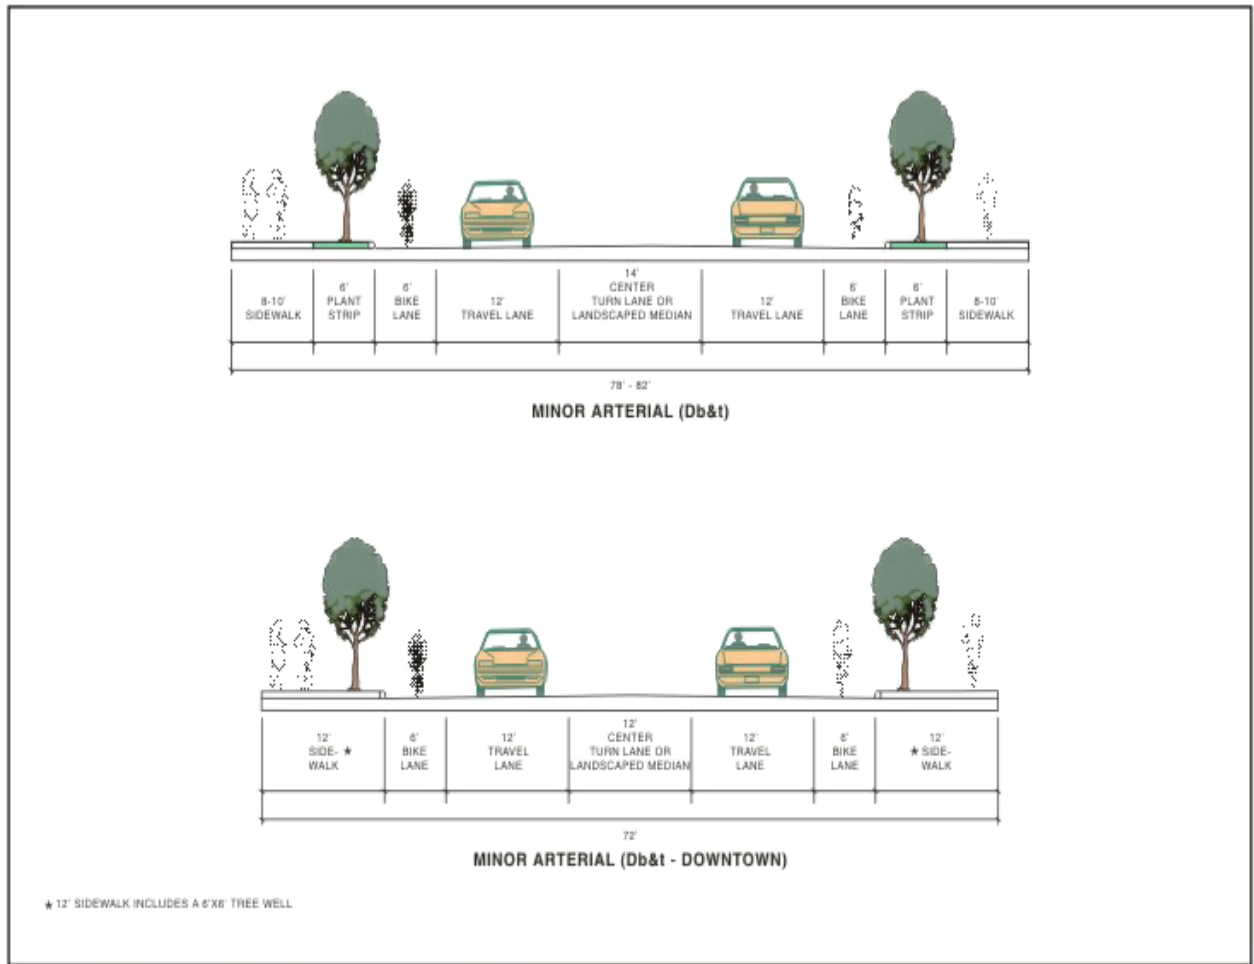 8-10'
SIDEWALK
6'
PLANT
STRIP
6'
BIKE
LANE
12'
TRAVEL LANE
14'
CENTER
TURN LANE OR
LANDSCAPED MEDIAN
12'
TRAVEL LANE
6'
BIKE
LANE
6'
PLANT
STRIP
8-10'
SIDEWALK
78' - 82'
MINOR ARTERIAL (Db&t)
12'
SIDE- ★
WALK
6'
BIKE
LANE
12'
TRAVEL
LANE
12'
CENTER
TURN LANE OR
LANDSCAPED MEDIAN
12'
TRAVEL
LANE
6'
BIKE
LANE
12'
★ SIDE-
WALK
72'
MINOR ARTERIAL (Db&t - DOWNTOWN)
★ 12' SIDEWALK INCLUDES A 6'X6' TREE WELL